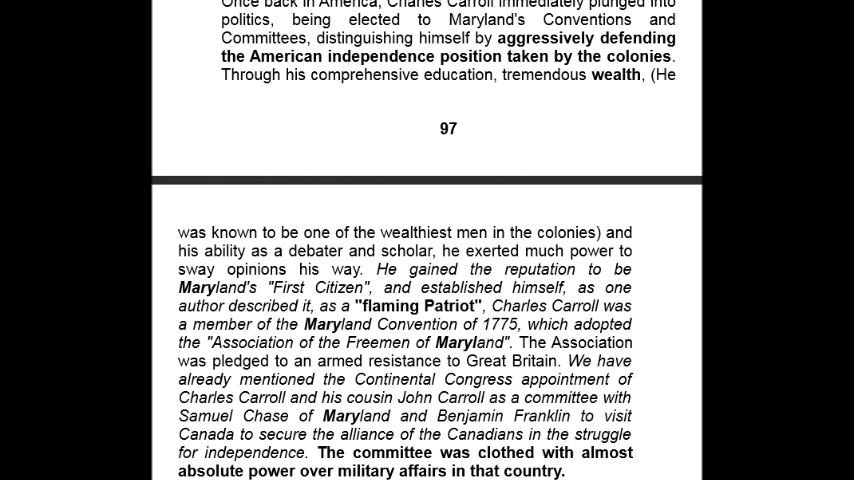 Once back in America, Charles Carroll immediately plunged into
politics, being elected to Maryland's Conventions and
Committees, distinguishing himself by aggressively defending
the American independence position taken by the colonies.
Through his comprehensive education, tremendous wealth, (He
97
was known to be one of the wealthiest men in the colonies) and
his ability as a debater and scholar, he exerted much power to
sway opinions his way. He gained the reputation to be
Maryland's "First Citizen", and established himself, as one
author described it, as a "flaming Patriot", Charles Carroll was
a member of the Maryland Convention of 1775, which adopted
the "Association of the Freemen of Maryland". The Association
was pledged to an armed resistance to Great Britain. We have
already mentioned the Continental Congress appointment of
Charles Carroll and his cousin John Carroll as a committee with
Samuel Chase of Maryland and Benjamin Franklin to visit
Canada to secure the alliance of the Canadians in the struggle
for independence. The committee was clothed with almost
absolute power over military affairs in that country.